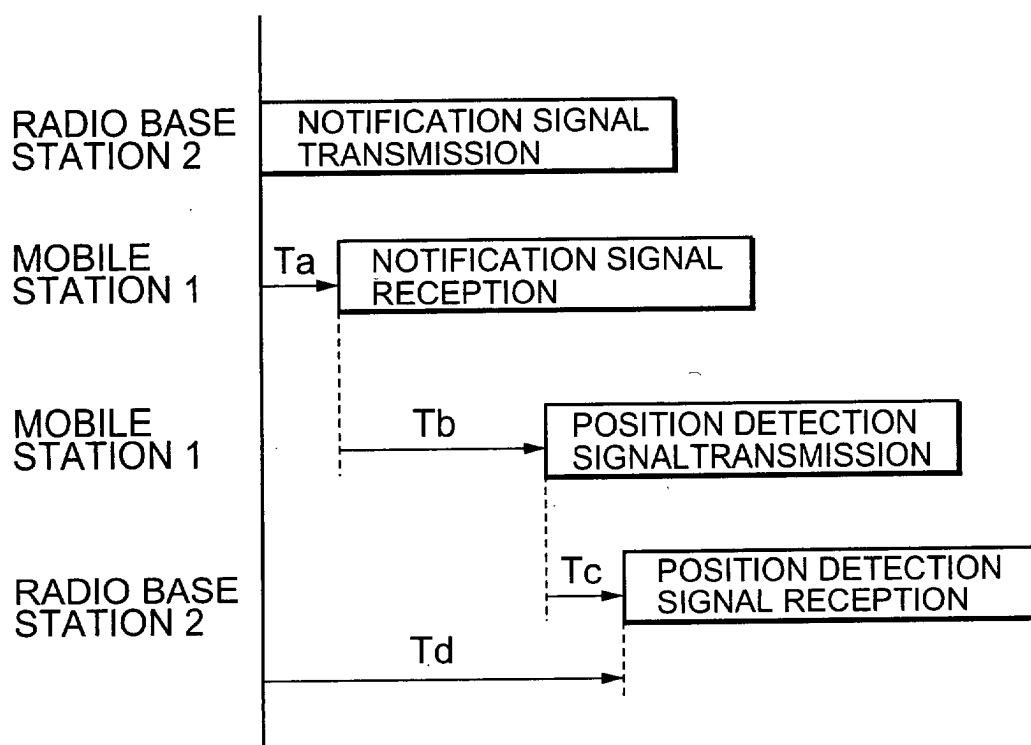 RADIO BASE
STATION 2
NOTIFICATION SIGNAL
TRANSMISSION
MOBILE
STATION 1
Ta
NOTIFICATION SIGNAL
RECEPTION
MOBILE
STATION 1
Tb
POSITION DETECTION
SIGNALTRANSMISSION
RADIO BASE
STATION 2
Tc
POSITION DETECTION
SIGNAL RECEPTION
Td